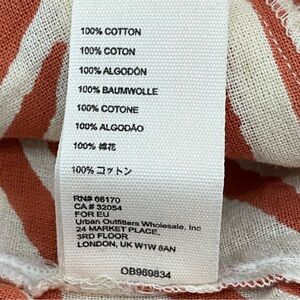 100% COTTON
100% COTON
100% ALGODÓN
100% BAUMWOLLE
100% COTONE
100% ALGODÃO
100% 棉花
100% コットン
RN# 66170
CA # 32054
FOR EU
Urban Outfitters Wholesale, Inc
24 MARKET PLACE,
3RD FLOOR
LONDON, UK W1W 8AN
OB969834